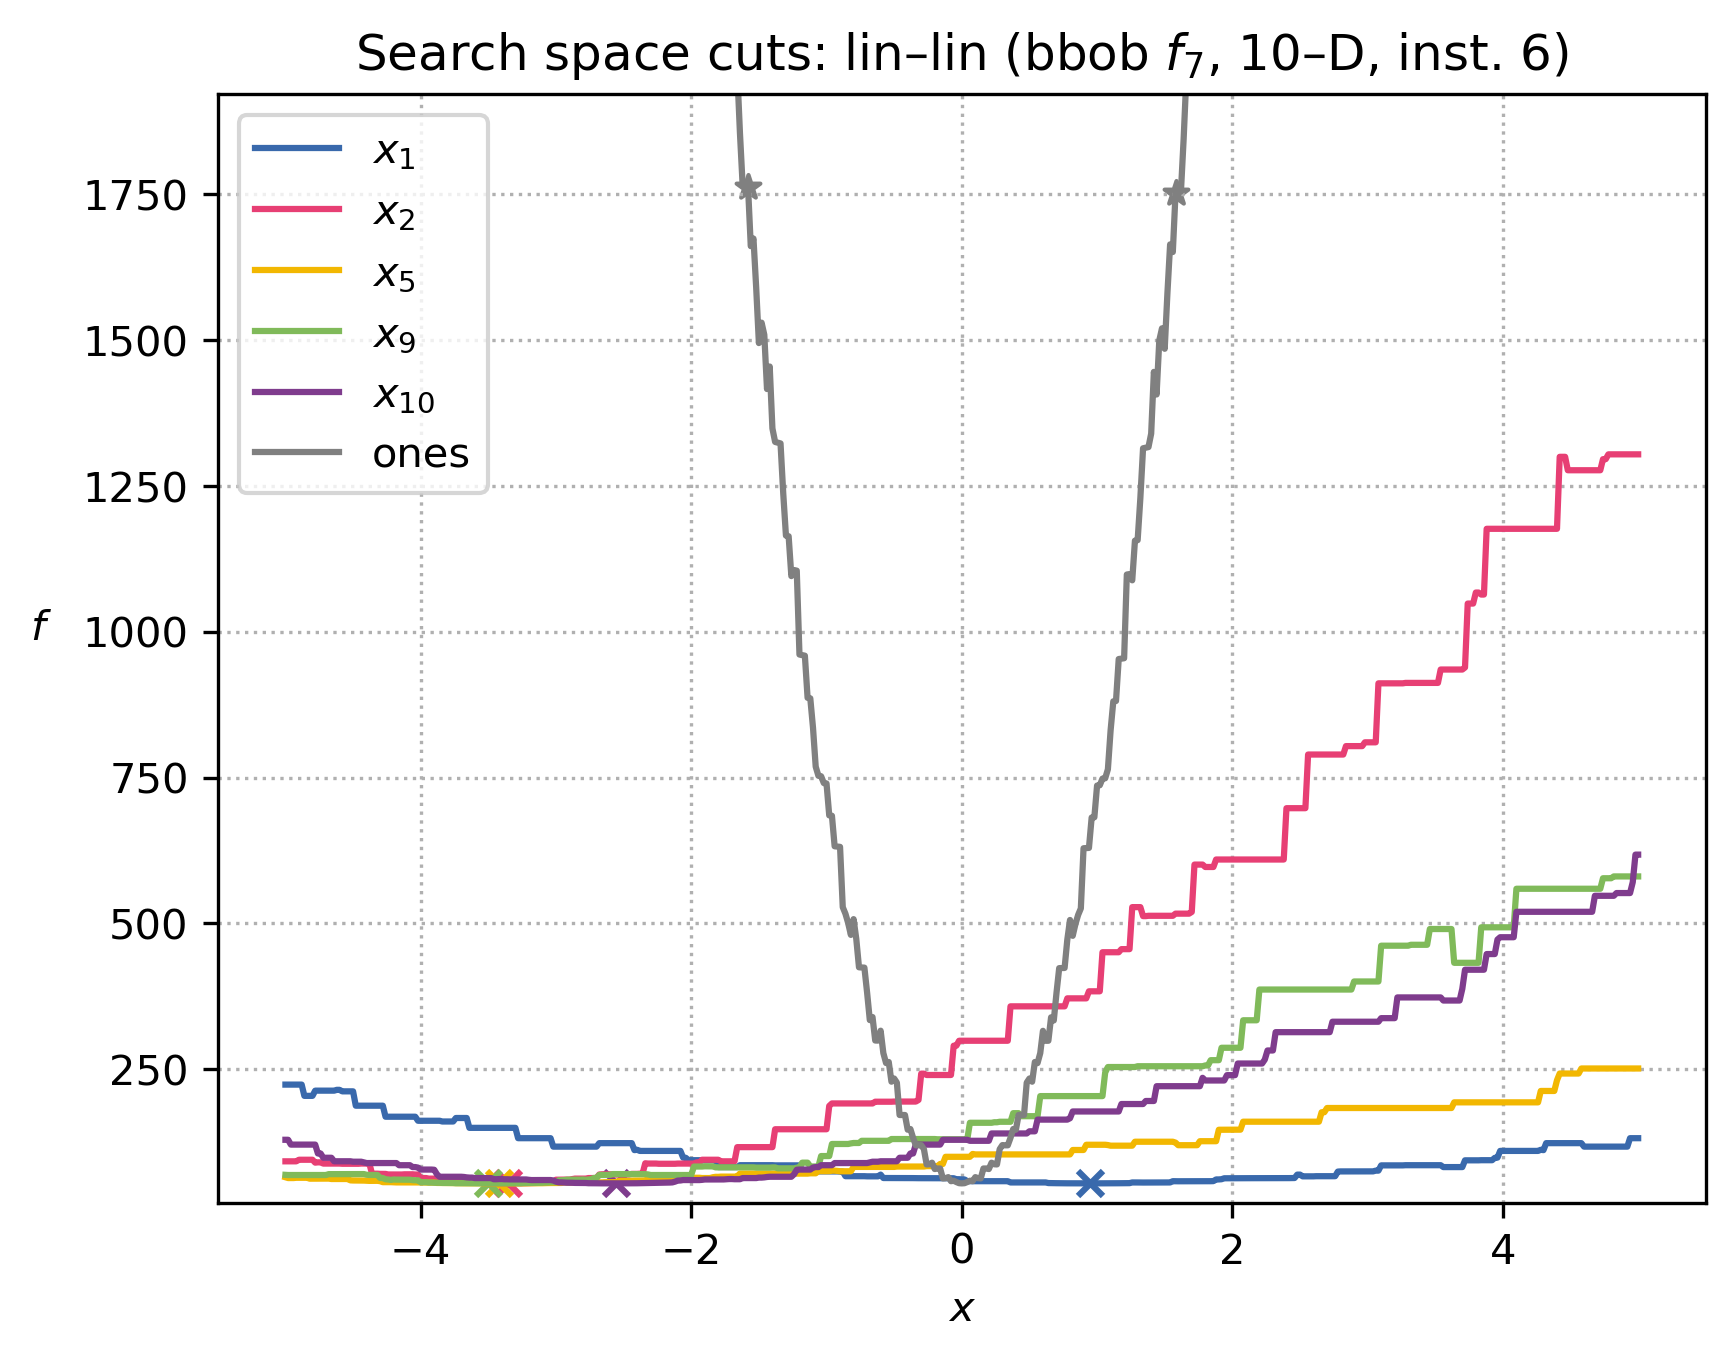 Search space cuts: lin–lin (bbob f7, 10–D, inst. 6)
x1
x2
x5
x9
x10
ones
1750
1500
1250
1000
750
500
250
f
−4
−2
0
2
4
x